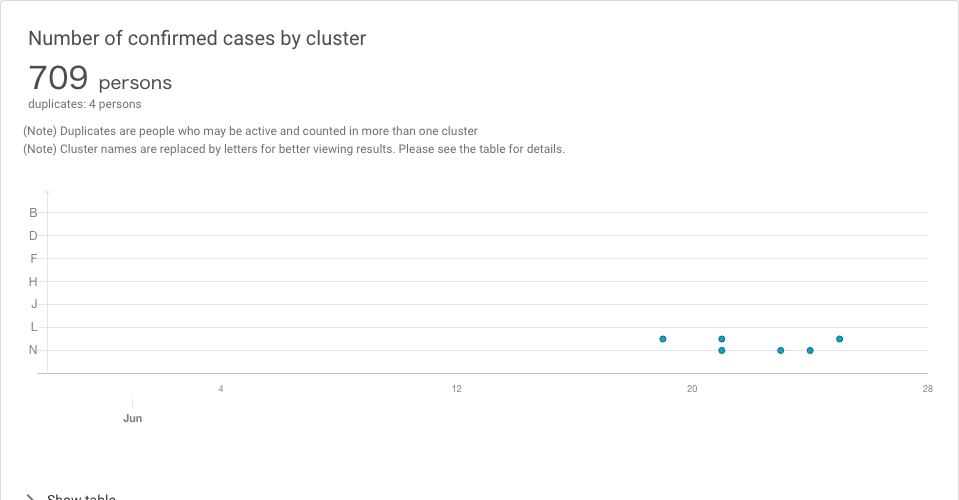 Number of confirmed cases by cluster
709 persons
duplicates: 4 persons
(Note) Duplicates are people who may be active and counted in more than one cluster
(Note) Cluster names are replaced by letters for better viewing results. Please see the table for details.
B
D
F
H
J
L
N
4 12 20 28
Jun
Show table